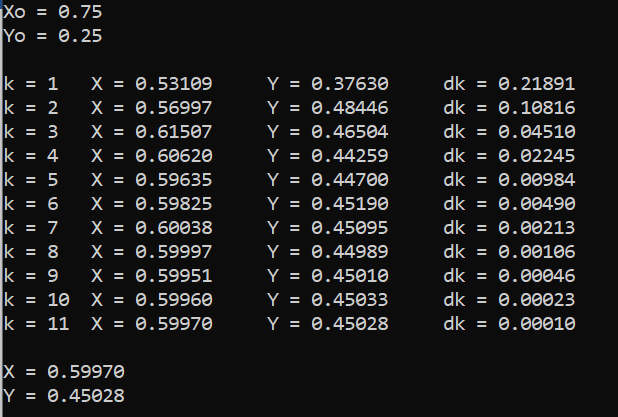 Xo = 0.75
Yo = 0.25
k = 1 X = 0.53109 Y = 0.37630 dk = 0.21891
k = 2 X = 0.56997 Y = 0.48446 dk = 0.10816
k = 3 X = 0.61507 Y = 0.46504 dk = 0.04510
k = 4 X = 0.60620 Y = 0.44259 dk = 0.02245
k = 5 X = 0.59635 Y = 0.44700 dk = 0.00984
k = 6 X = 0.59825 Y = 0.45190 dk = 0.00490
k = 7 X = 0.60038 Y = 0.45095 dk = 0.00213
k = 8 X = 0.59997 Y = 0.44989 dk = 0.00106
k = 9 X = 0.59951 Y = 0.45010 dk = 0.00046
k = 10 X = 0.59960 Y = 0.45033 dk = 0.00023
k = 11 X = 0.59970 Y = 0.45028 dk = 0.00010
X = 0.59970
Y = 0.45028